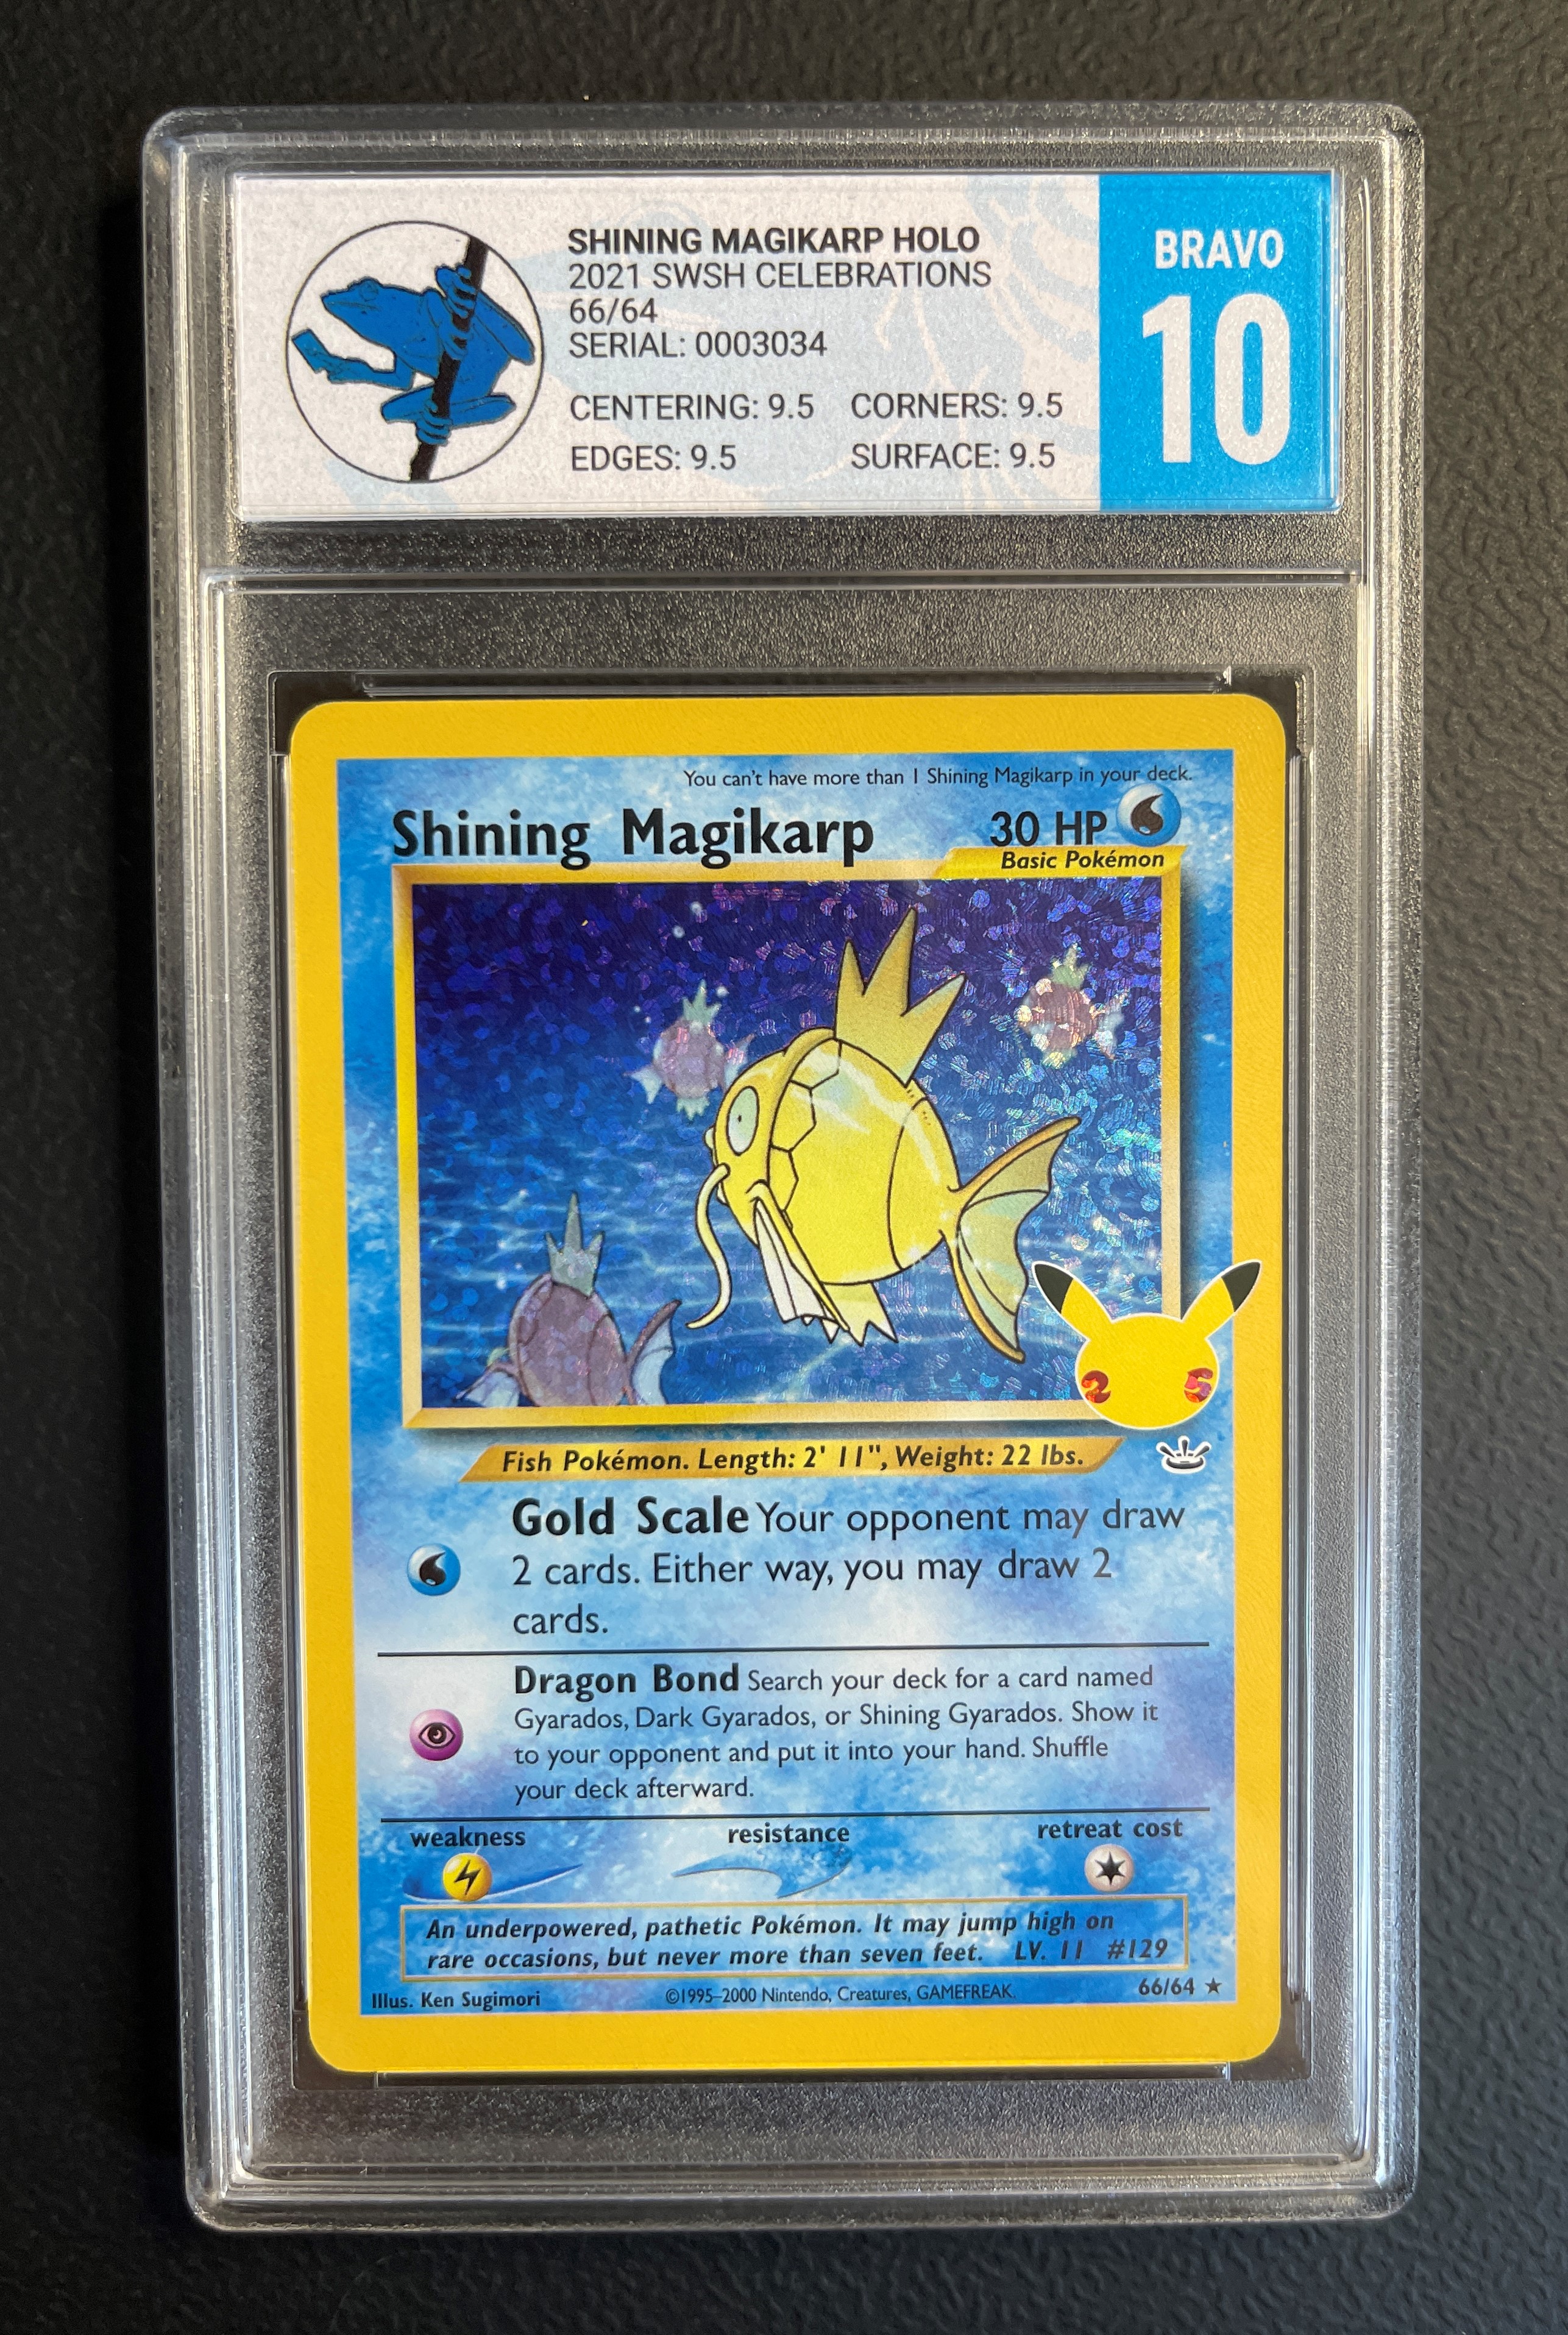 SHINING MAGIKARP HOLO
2021 SWSH CELEBRATIONS
66/64
SERIAL: 0003034
CENTERING: 9.5 CORNERS: 9.5
EDGES: 9.5 SURFACE: 9.5
BRAVO
10
You can't have more than 1 Shining Magikarp in your deck.
Shining Magikarp 30 HP
Basic Pokémon
25
Fish Pokémon. Length: 2' 11", Weight: 22 lbs.
Gold Scale Your opponent may draw
2 cards. Either way, you may draw 2
cards.
Dragon Bond Search your deck for a card named
Gyarados, Dark Gyarados, or Shining Gyarados. Show it
to your opponent and put it into your hand. Shuffle
your deck afterward.
weakness resistance retreat cost
An underpowered, pathetic Pokémon. It may jump high on
rare occasions, but never more than seven feet. LV. 11 #129
Illus. Ken Sugimori ©1995–2000 Nintendo, Creatures, GAMEFREAK. 66/64 ★